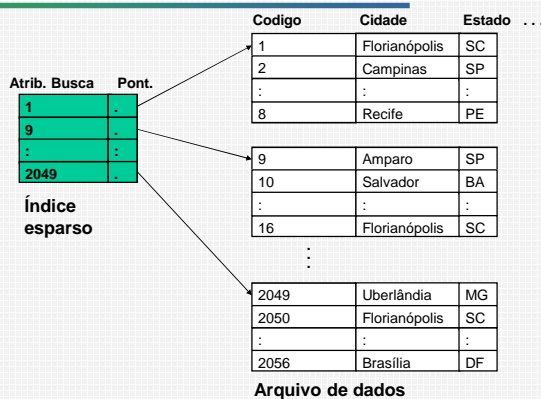 Codigo Cidade Estado . . .
1 Florianópolis SC
2 Campinas SP
: : :
8 Recife PE
Atrib. Busca Pont.
1 .
9 .
: :
2049 .
Índice
esparso
9 Amparo SP
10 Salvador BA
: : :
16 Florianópolis SC
. . .
2049 Uberlândia MG
2050 Florianópolis SC
: : :
2056 Brasília DF
Arquivo de dados